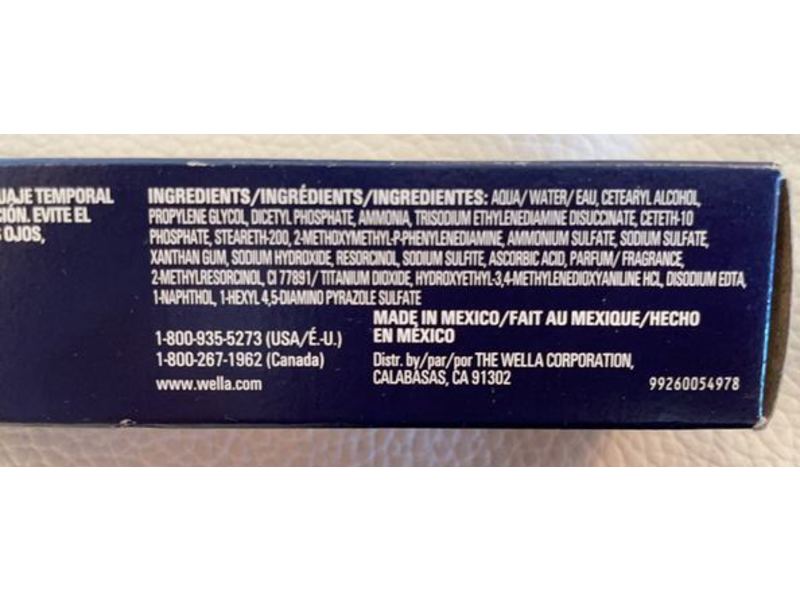 UAJE TEMPORAL
CIÓN. EVITE EL
OJOS,
INGREDIENTS/INGRÉDIENTS/INGREDIENTES: AQUA/ WATER/ EAU, CETEARYL ALCOHOL,
PROPYLENE GLYCOL, DICETYL PHOSPHATE, AMMONIA, TRISODIUM ETHYLENEDIAMINE DISUCCINATE, CETETH-10
PHOSPHATE, STEARETH-200, 2-METHOXYMETHYL-P-PHENYLENEDIAMINE, AMMONIUM SULFATE, SODIUM SULFATE,
XANTHAN GUM, SODIUM HYDROXIDE, RESORCINOL, SODIUM SULFITE, ASCORBIC ACID, PARFUM/ FRAGRANCE,
2-METHYLRESORCINOL, CI 77891/ TITANIUM DIOXIDE, HYDROXYETHYL-3,4-METHYLENEDIOXYANILINE HCL, DISODIUM EDTA,
1-NAPHTHOL, 1-HEXYL 4,5-DIAMINO PYRAZOLE SULFATE
MADE IN MEXICO/FAIT AU MEXIQUE/HECHO
EN MÉXICO
1-800-935-5273 (USA/É.-U.)
1-800-267-1962 (Canada)
www.wella.com
Distr. by/par/por THE WELLA CORPORATION,
CALABASAS, CA 91302
99260054978